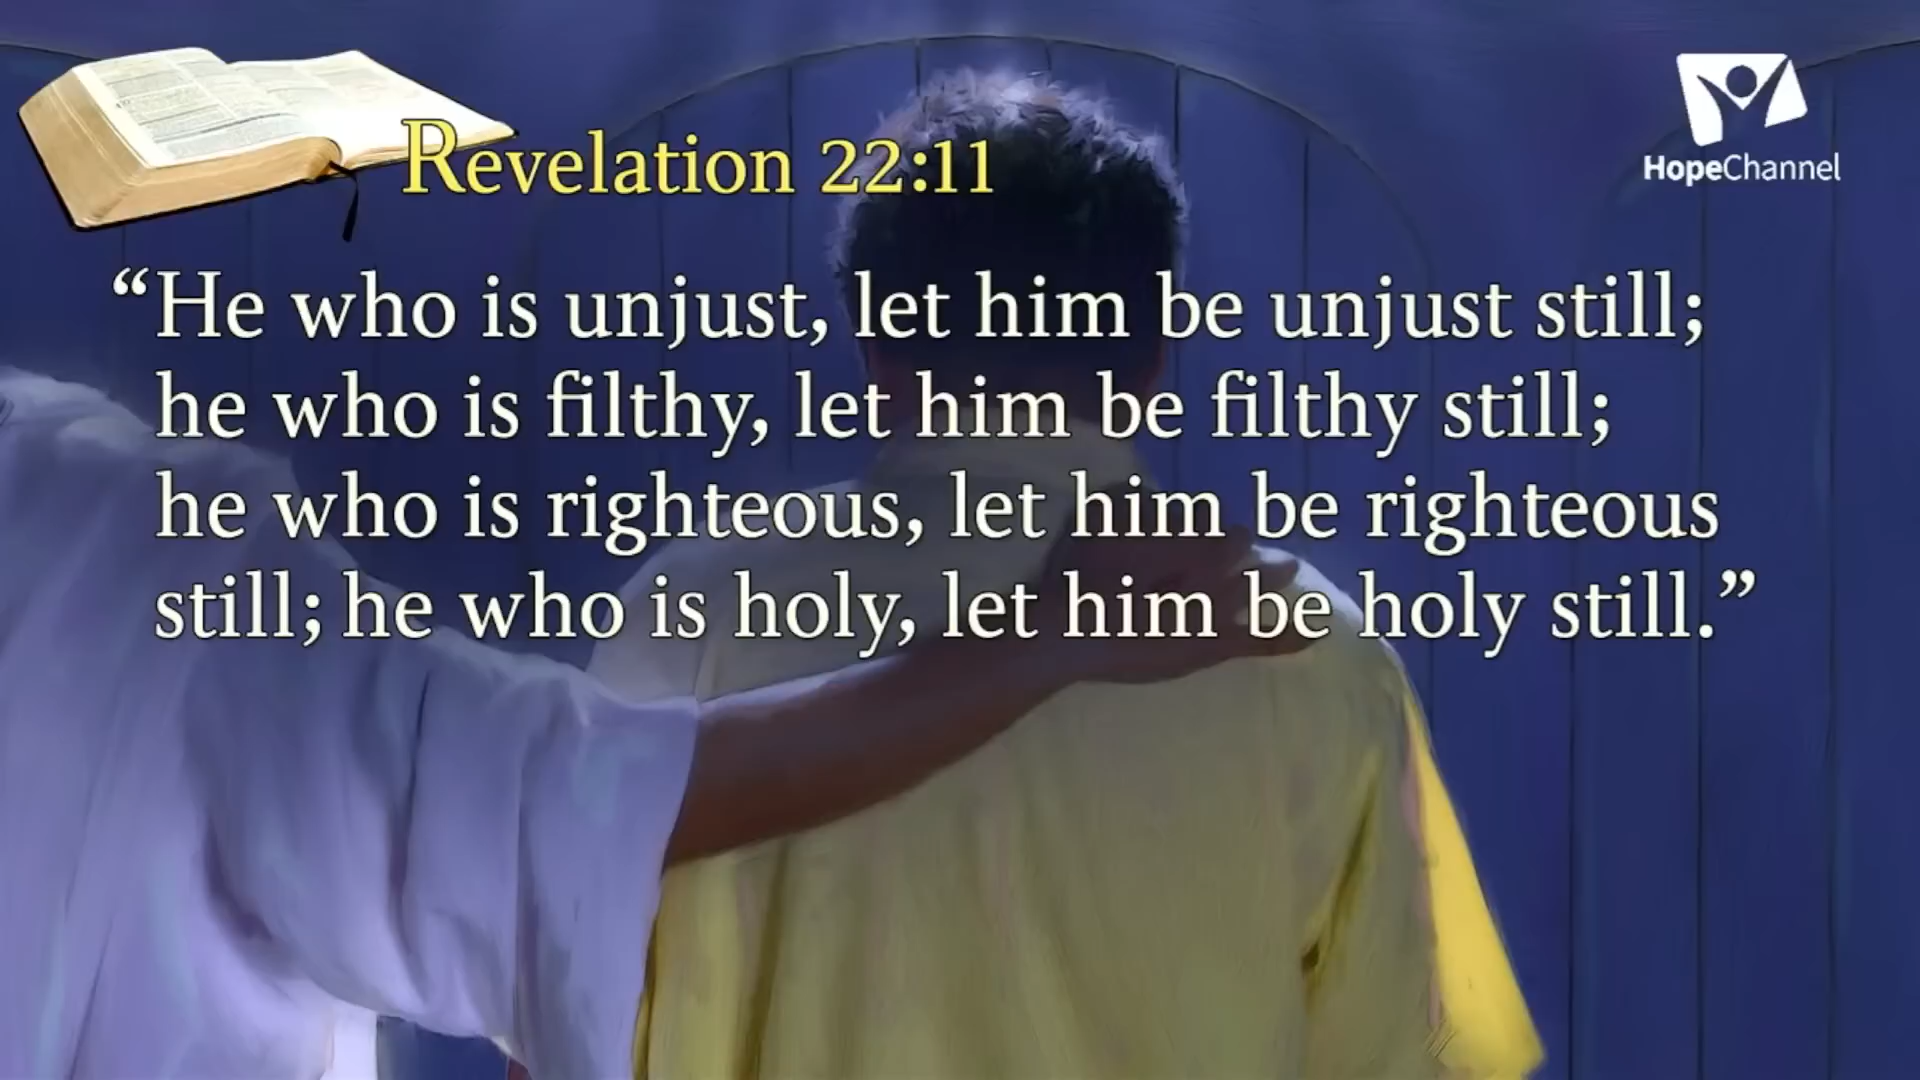 Revelation 22:11
HopeChannel
“He who is unjust, let him be unjust still;
he who is filthy, let him be filthy still;
he who is righteous, let him be righteous
still; he who is holy, let him be holy still.”